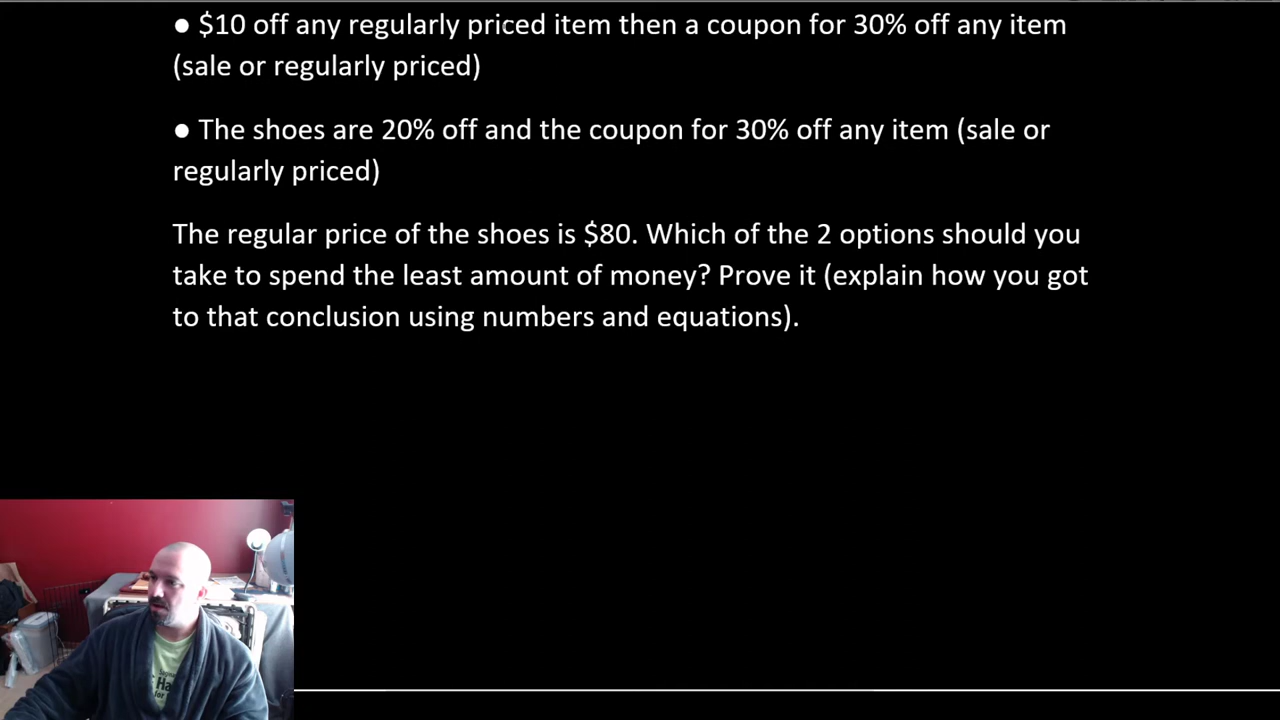 ● $10 off any regularly priced item then a coupon for 30% off any item
(sale or regularly priced)
● The shoes are 20% off and the coupon for 30% off any item (sale or
regularly priced)
The regular price of the shoes is $80. Which of the 2 options should you
take to spend the least amount of money? Prove it (explain how you got
to that conclusion using numbers and equations).